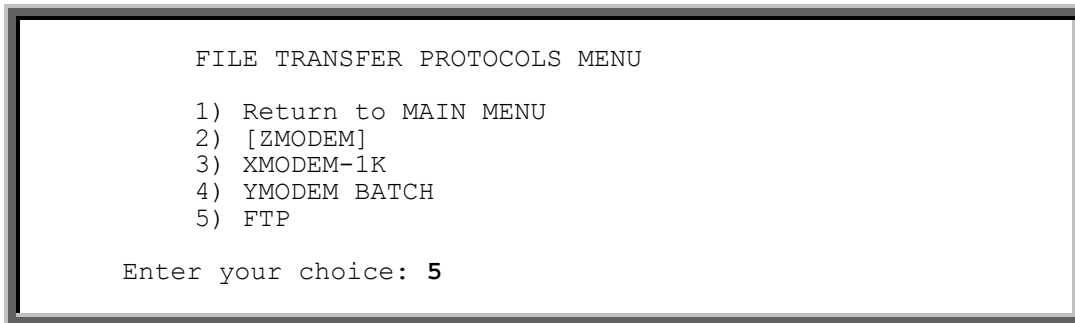 FILE TRANSFER PROTOCOLS MENU
1) Return to MAIN MENU
2) [ZMODEM]
3) XMODEM-1K
4) YMODEM BATCH
5) FTP
Enter your choice: 5